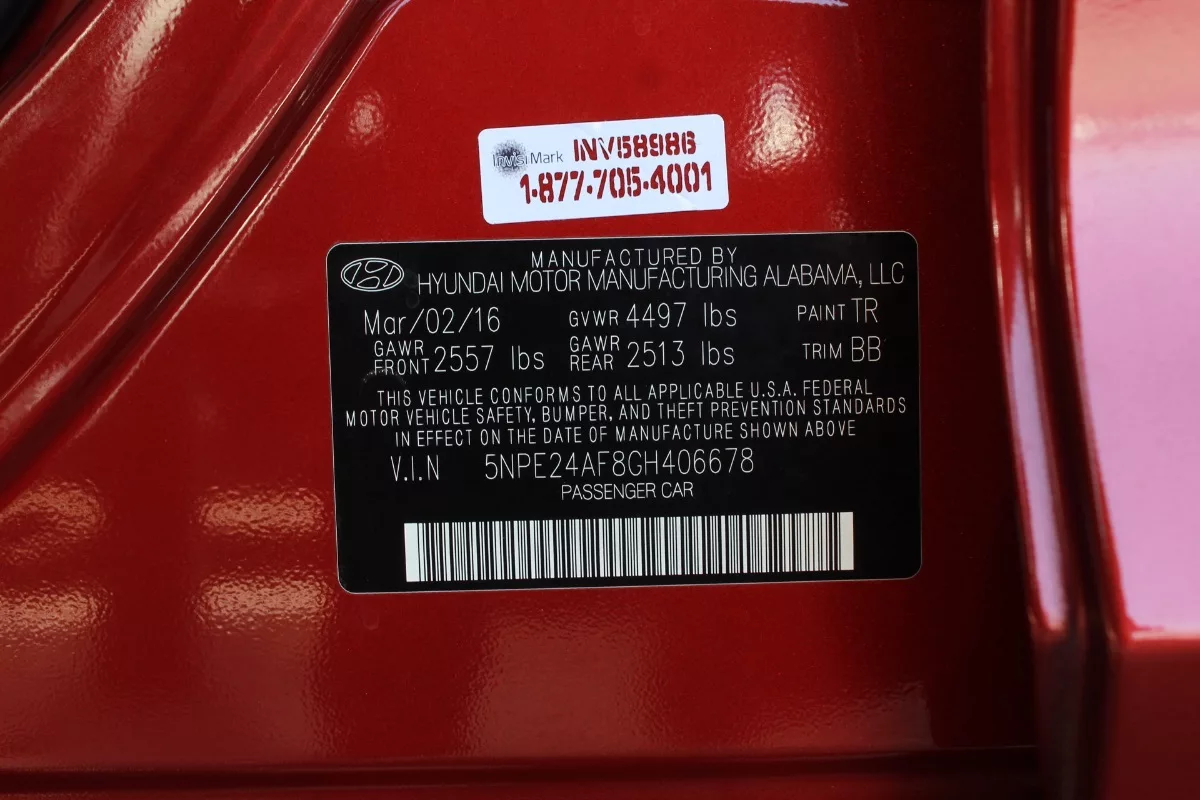 InvisiMark INV58986
1-877-705-4001
MANUFACTURED BY
HYUNDAI MOTOR MANUFACTURING ALABAMA, LLC
Mar/02/16 GVWR 4497 lbs PAINT TR
GAWR FRONT 2557 lbs GAWR REAR 2513 lbs TRIM BB
THIS VEHICLE CONFORMS TO ALL APPLICABLE U.S.A. FEDERAL
MOTOR VEHICLE SAFETY, BUMPER, AND THEFT PREVENTION STANDARDS
IN EFFECT ON THE DATE OF MANUFACTURE SHOWN ABOVE
V.I.N 5NPE24AF8GH406678
PASSENGER CAR